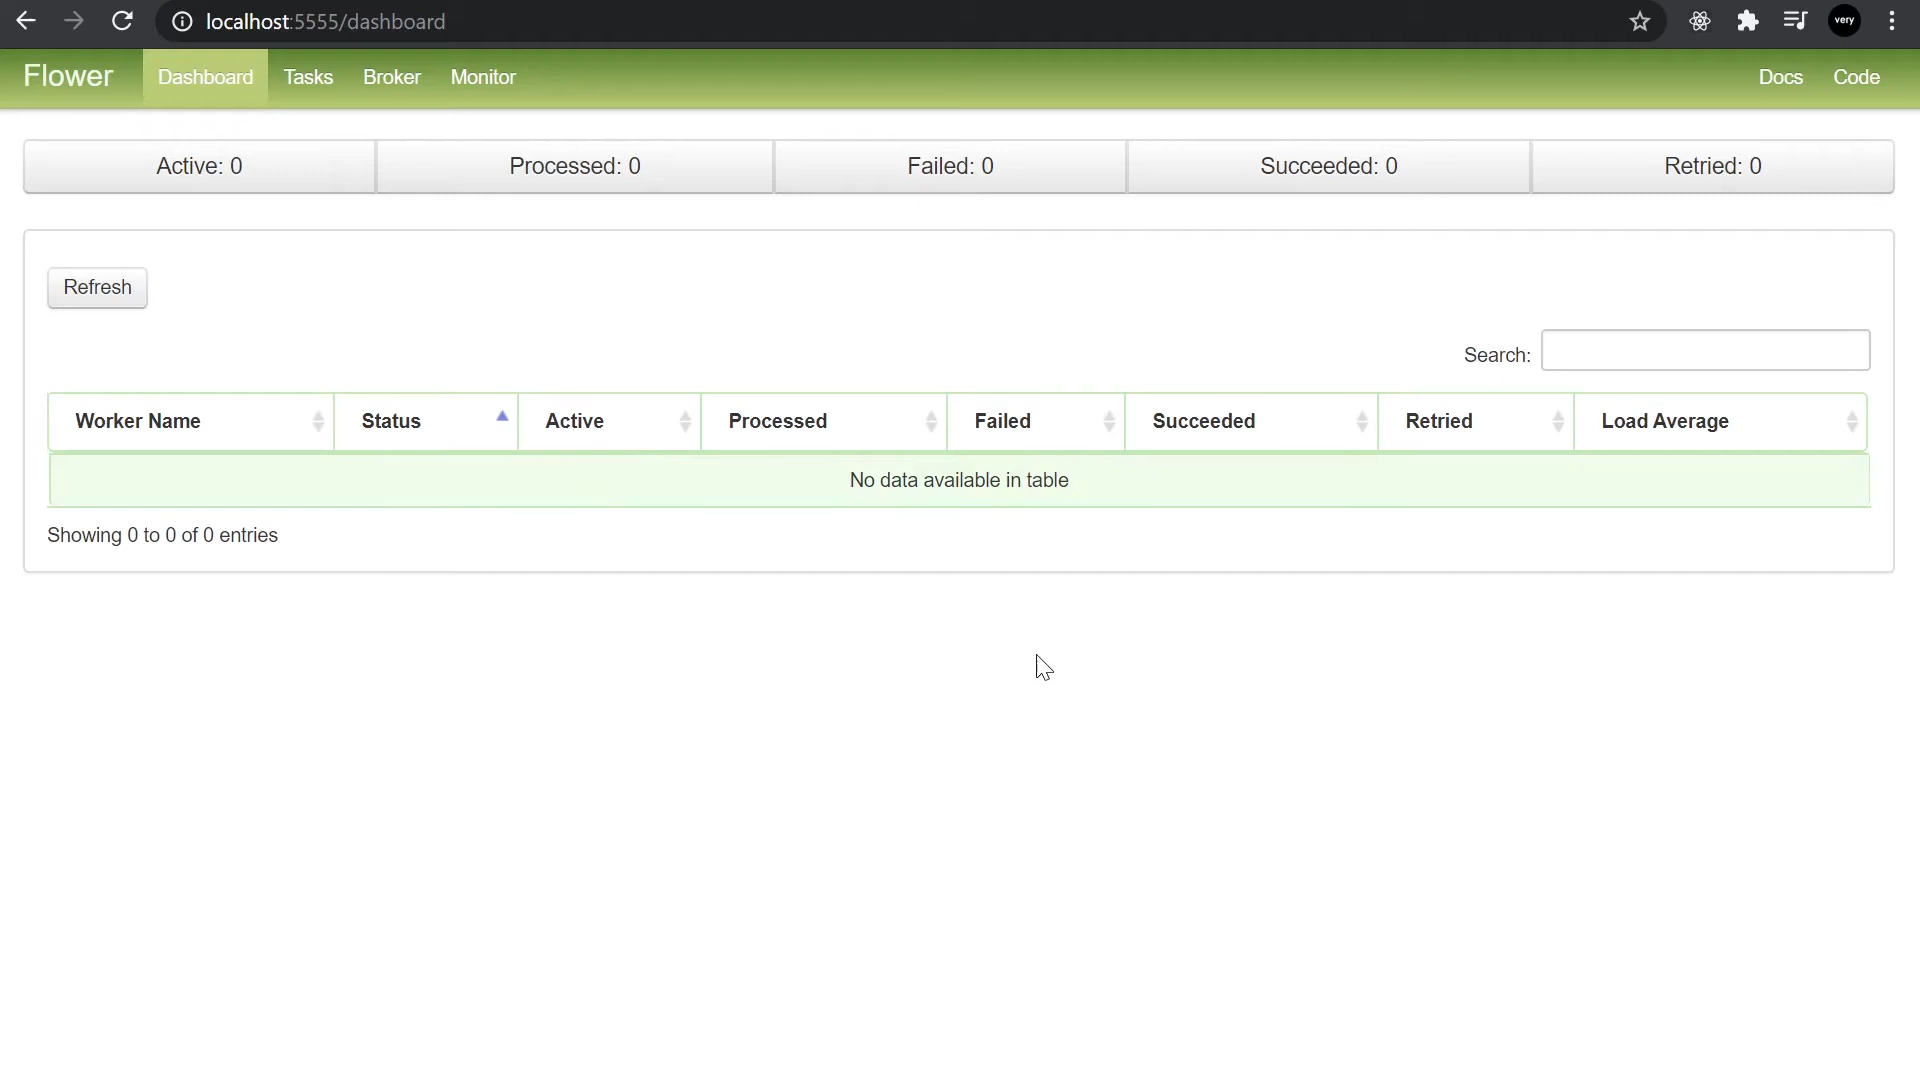 localhost:5555/dashboard
very
Flower Dashboard Tasks Broker Monitor Docs Code
Active: 0 Processed: 0 Failed: 0 Succeeded: 0 Retried: 0
Refresh
Search:
Worker Name Status Active Processed Failed Succeeded Retried Load Average
No data available in table
Showing 0 to 0 of 0 entries